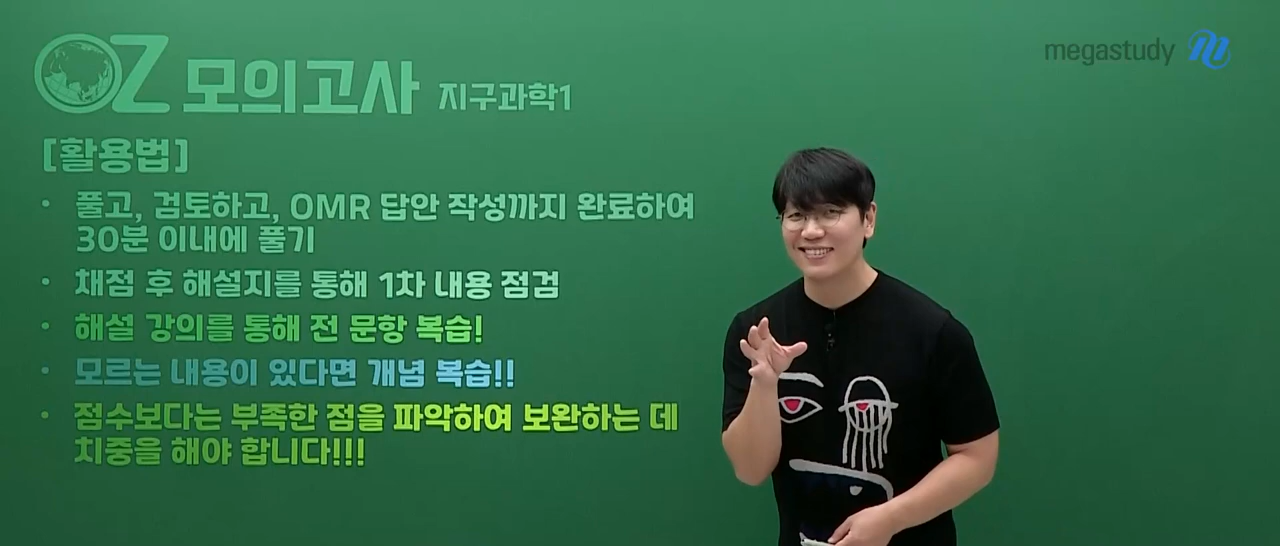 OZ 모의고사 지구과학1
megastudy
[활용법]
• 풀고, 검토하고, OMR 답안 작성까지 완료하여
30분 이내에 풀기
• 채점 후 해설지를 통해 1차 내용 점검
• 해설 강의를 통해 전 문항 복습!
• 모르는 내용이 있다면 개념 복습!!
• 점수보다는 부족한 점을 파악하여 보완하는 데
치중을 해야 합니다!!!